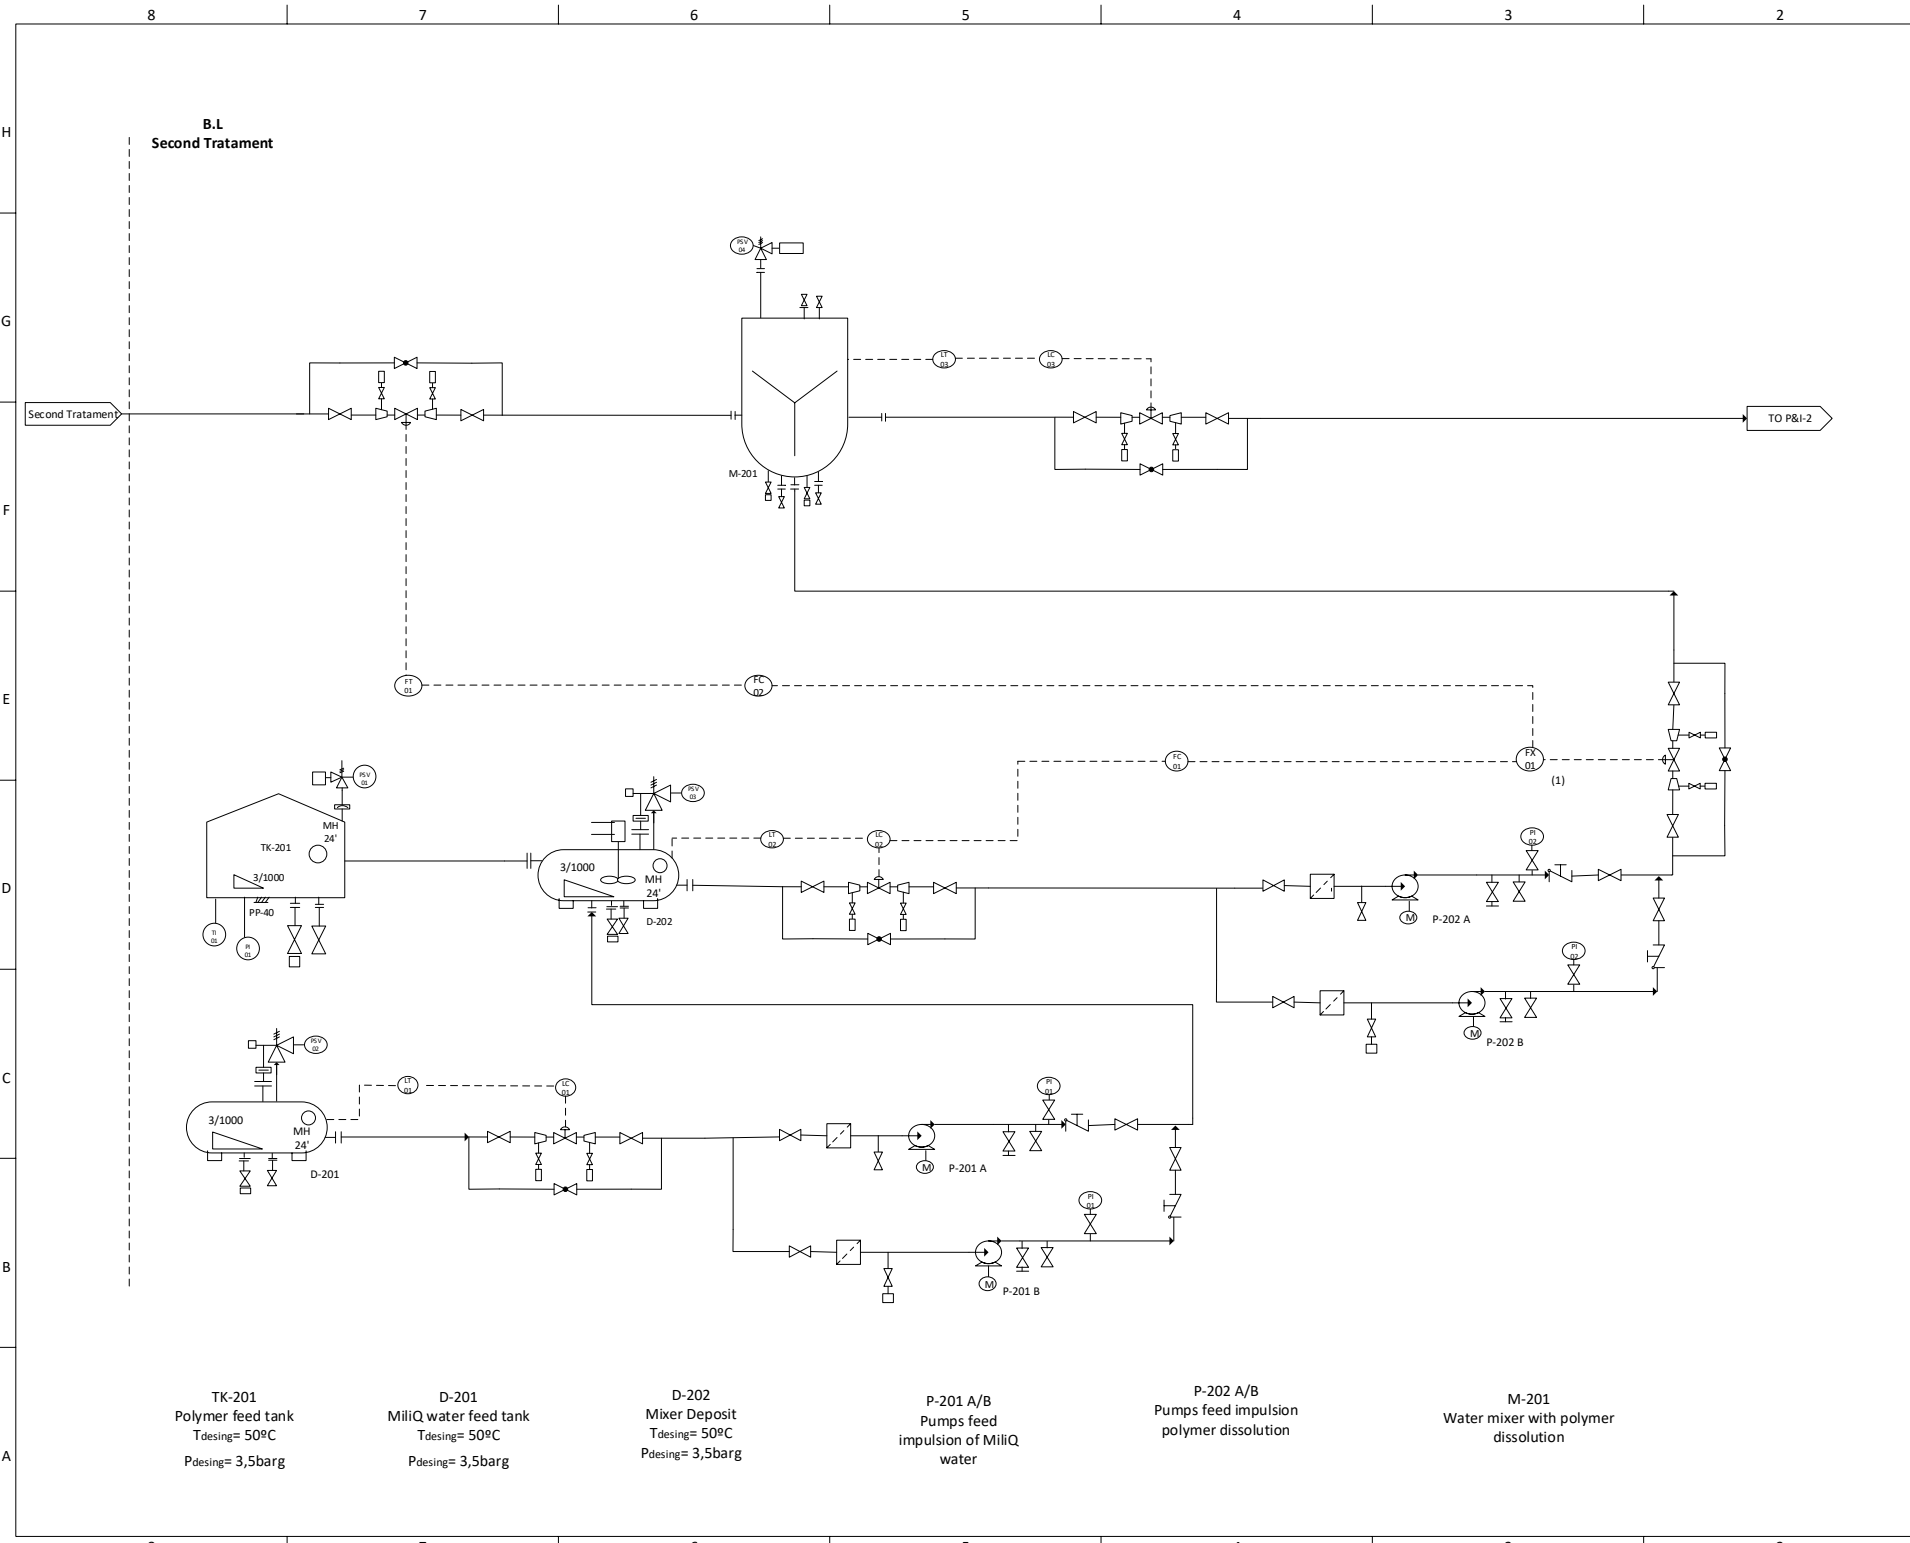 8 7 6 5 4 3 2
H
B.L
Second Tratament
PSV
04
G
LT
03
LC
03
Second Tratament
TO P&I-2
M-201
F
FT
01
FC
02
E
FX
01
(1)
FC
01
PSV
01
PSV
03
MH
24'
TK-201
3/1000
PP-40
TI
01
PI
01
LT
02
LC
02
3/1000
MH
24'
D-202
D
PI
02
M
P-202 A
PI
02
M
P-202 B
PSV
02
C
LT
01
LC
01
3/1000
MH
24'
D-201
PI
01
M
P-201 A
PI
01
B
M
P-201 B
TK-201
Polymer feed tank
Tdesing= 50ºC
Pdesing= 3,5barg
D-201
MiliQ water feed tank
Tdesing= 50ºC
Pdesing= 3,5barg
D-202
Mixer Deposit
Tdesing= 50ºC
Pdesing= 3,5barg
P-201 A/B
Pumps feed
impulsion of MiliQ
water
P-202 A/B
Pumps feed impulsion
polymer dissolution
M-201
Water mixer with polymer
dissolution
A